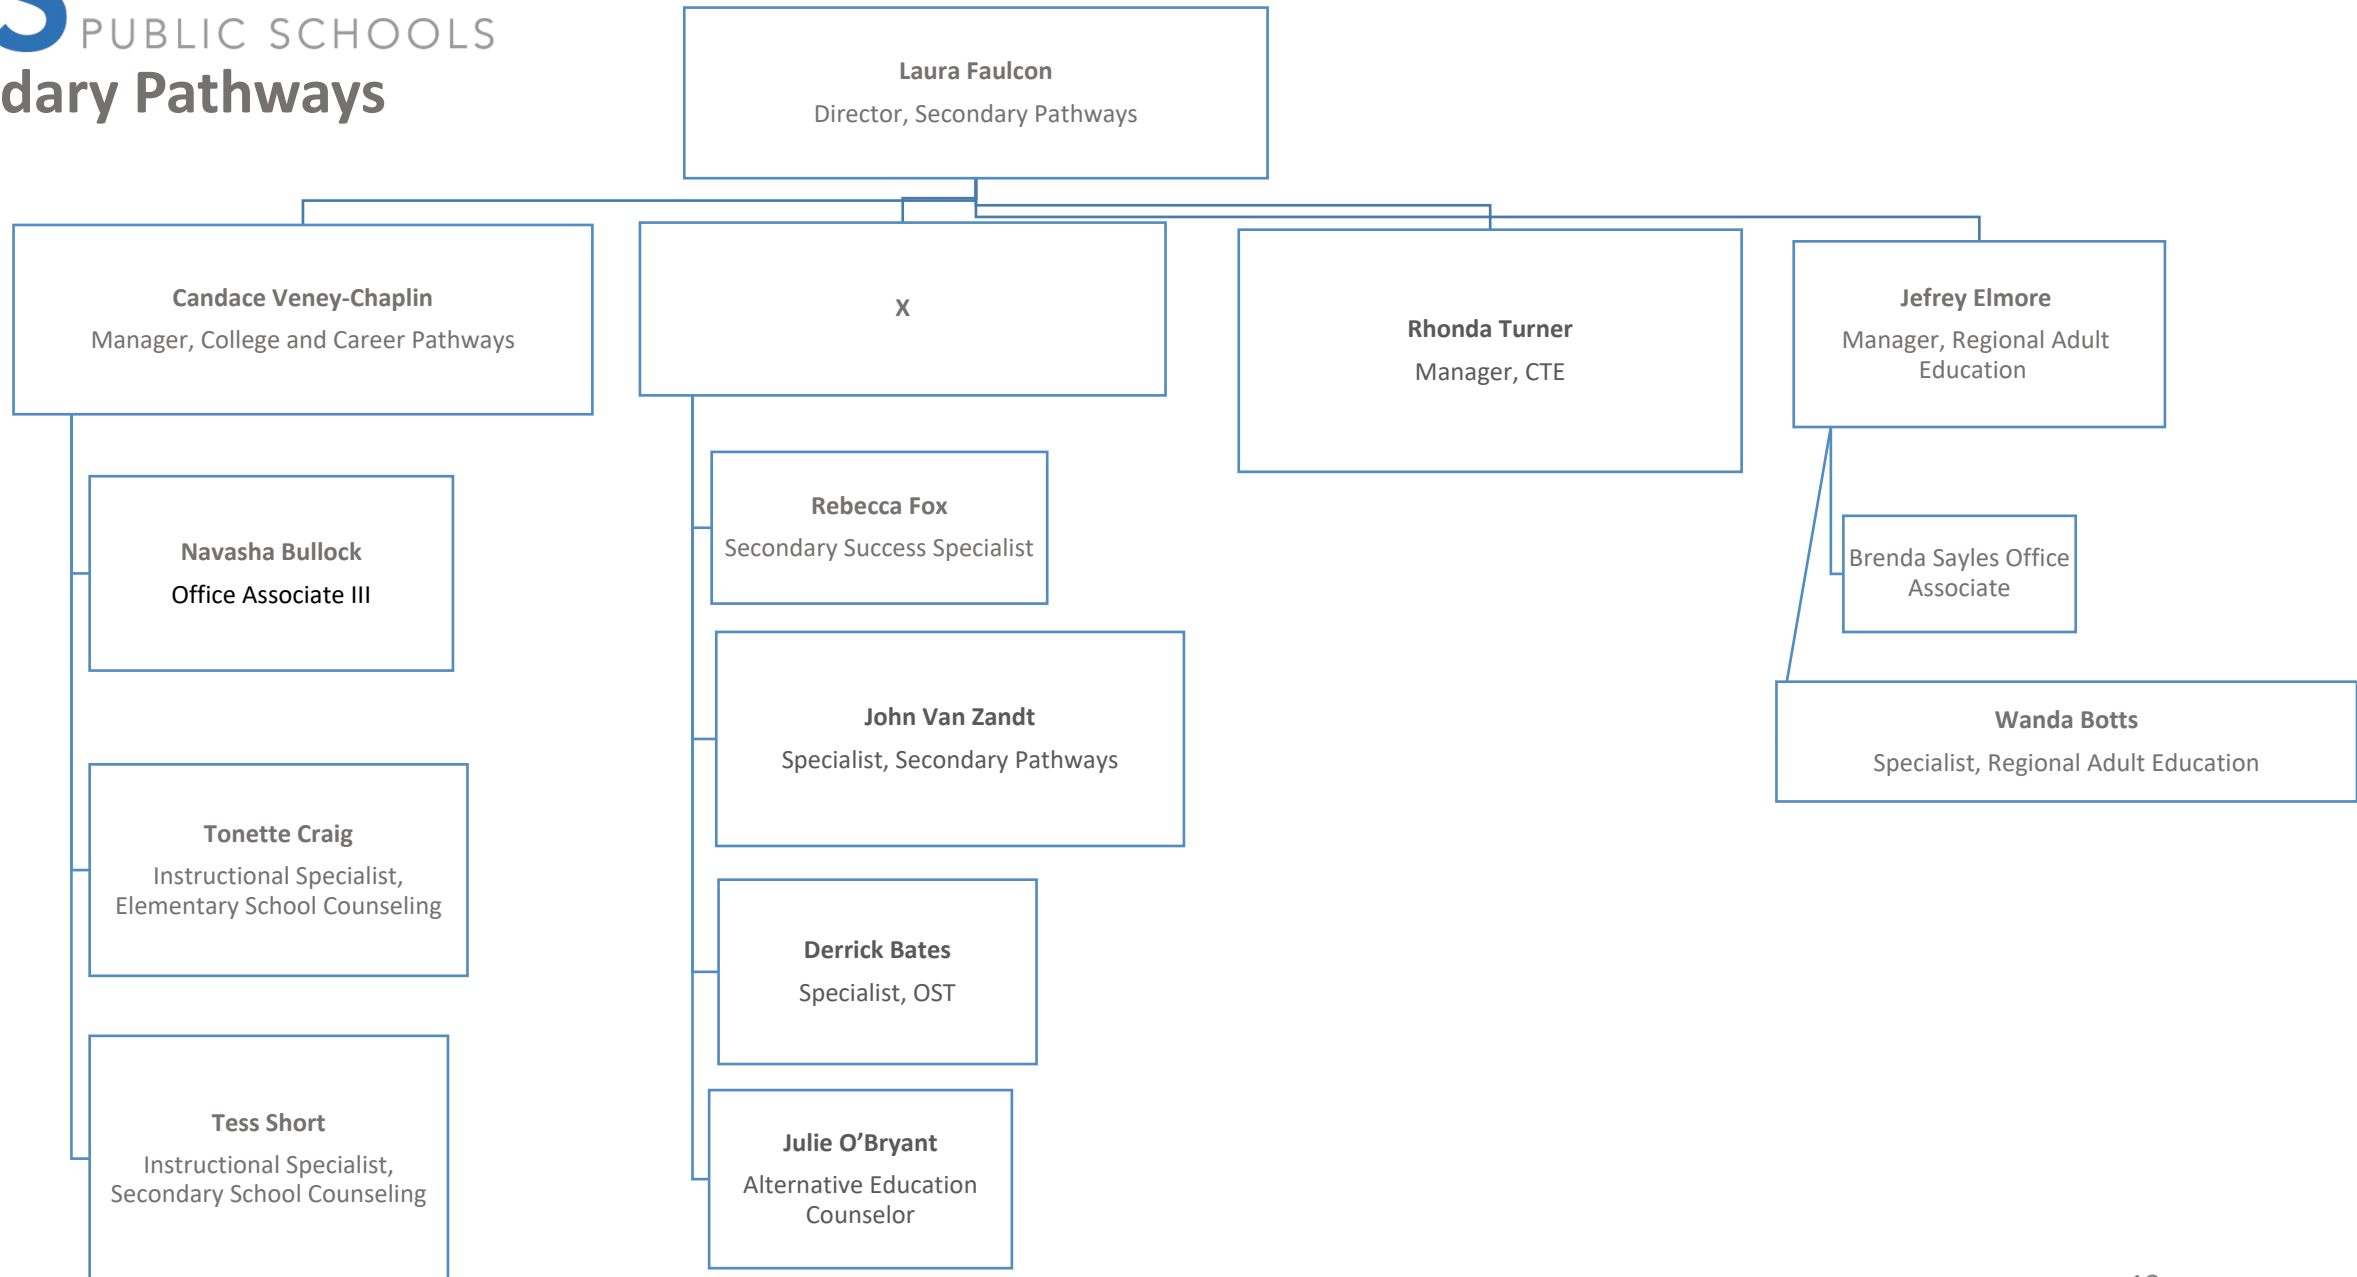 PUBLIC SCHOOLS
dary Pathways
Laura Faulcon
Director, Secondary Pathways
Candace Veney-Chaplin
Manager, College and Career Pathways
X
Rhonda Turner
Manager, CTE
Jefrey Elmore
Manager, Regional Adult
Education
Navasha Bullock
Office Associate III
Tonette Craig
Instructional Specialist,
Elementary School Counseling
Tess Short
Instructional Specialist,
Secondary School Counseling
Rebecca Fox
Secondary Success Specialist
John Van Zandt
Specialist, Secondary Pathways
Derrick Bates
Specialist, OST
Julie O’Bryant
Alternative Education
Counselor
Brenda Sayles Office
Associate
Wanda Botts
Specialist, Regional Adult Education